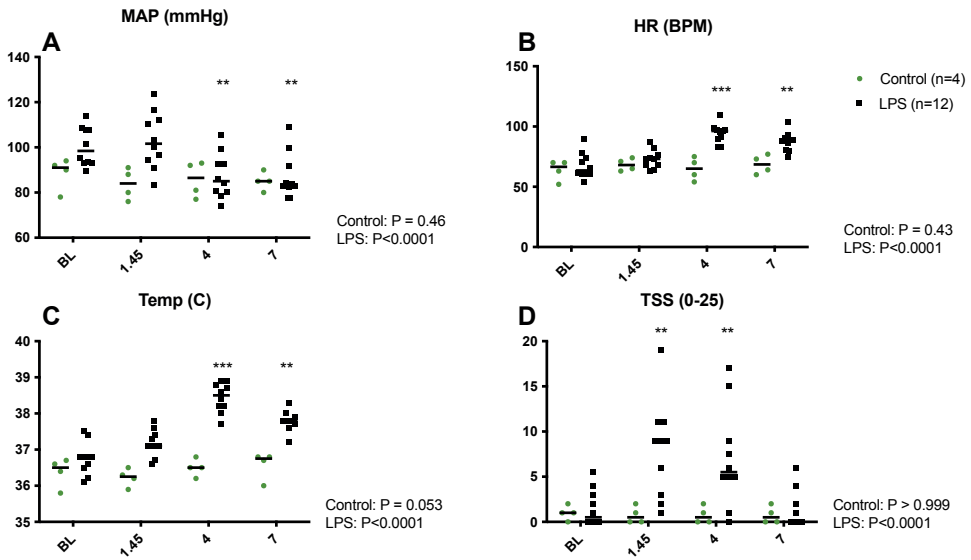 MAP (mmHg)
A
140
120
100
80
60
** **
BL 1.45 4 7
Control: P = 0.46
LPS: P<0.0001
HR (BPM)
B
150
100
50
0
*** **
BL 1.45 4 7
Control (n=4)
LPS (n=12)
Control: P = 0.43
LPS: P<0.0001
Temp (C)
C
40
39
38
37
36
35
*** **
BL 1.45 4 7
Control: P = 0.053
LPS: P<0.0001
TSS (0-25)
D
20
15
10
5
0
** **
BL 1.45 4 7
Control: P > 0.999
LPS: P<0.0001